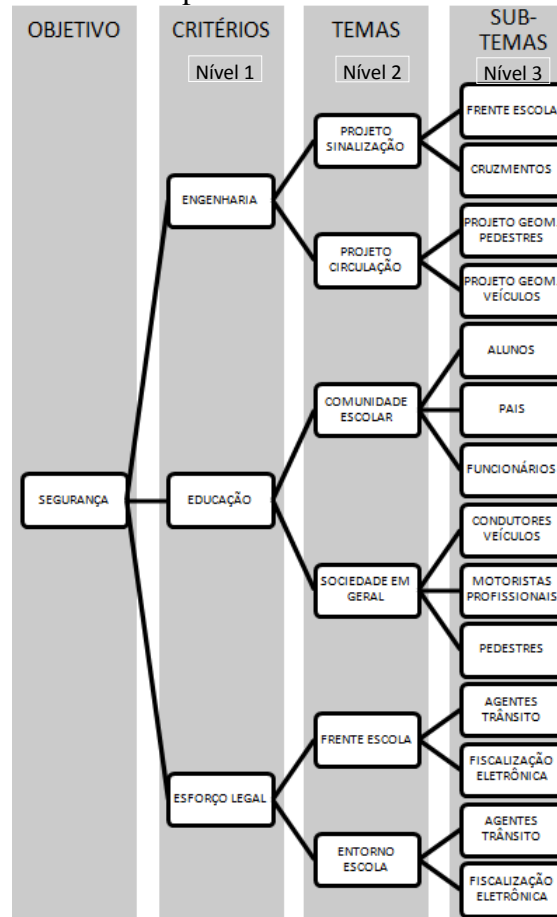 OBJETIVO
CRITÉRIOS
TEMAS
SUB-
TEMAS
Nível 1
Nível 2
Nível 3
SEGURANÇA
ENGENHARIA
PROJETO
SINALIZAÇÃO
FRENTE ESCOLA
CRUZMENTOS
PROJETO
CIRCULAÇÃO
PROJETO GEOM.
PEDESTRES
PROJETO GEOM.
VEÍCULOS
EDUCAÇÃO
COMUNIDADE
ESCOLAR
ALUNOS
PAIS
FUNCIONÁRIOS
SOCIEDADE EM
GERAL
CONDUTORES
VEÍCULOS
MOTORISTAS
PROFISSIONAIS
PEDESTRES
ESFORÇO LEGAL
FRENTE ESCOLA
AGENTES
TRÂNSITO
FISCALIZAÇÃO
ELETRÔNICA
ENTORNO
ESCOLA
AGENTES
TRÂNSITO
FISCALIZAÇÃO
ELETRÔNICA